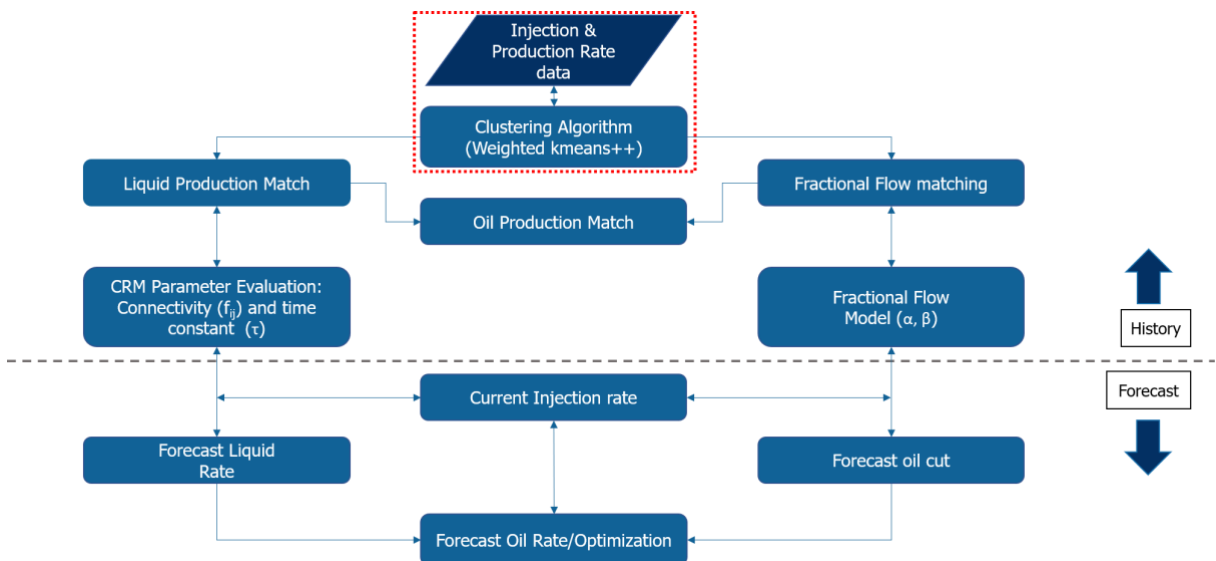 Injection &
Production Rate
data
Clustering Algorithm
(Weighted kmeans++)
Liquid Production Match
Fractional Flow matching
Oil Production Match
CRM Parameter Evaluation:
Connectivity (fij) and time
constant (τ)
Fractional Flow
Model (α, β)
History
Current Injection rate
Forecast
Forecast Liquid
Rate
Forecast oil cut
Forecast Oil Rate/Optimization